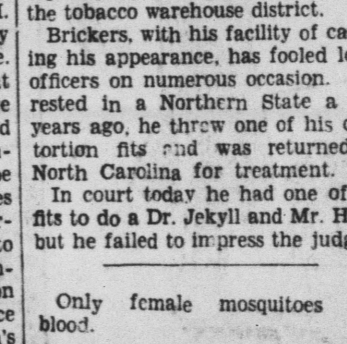 the tobacco warehouse district.
Brickers, with his facility of ca
ing his appearance, has fooled l
officers on numerous occasion.
rested in a Northern State a
years ago, he threw one of his c
tortion fits and was returned
North Carolina for treatment.
In court today he had one of
fits to do a Dr. Jekyll and Mr. H
but he failed to impress the judg
Only female mosquitoes
blood.